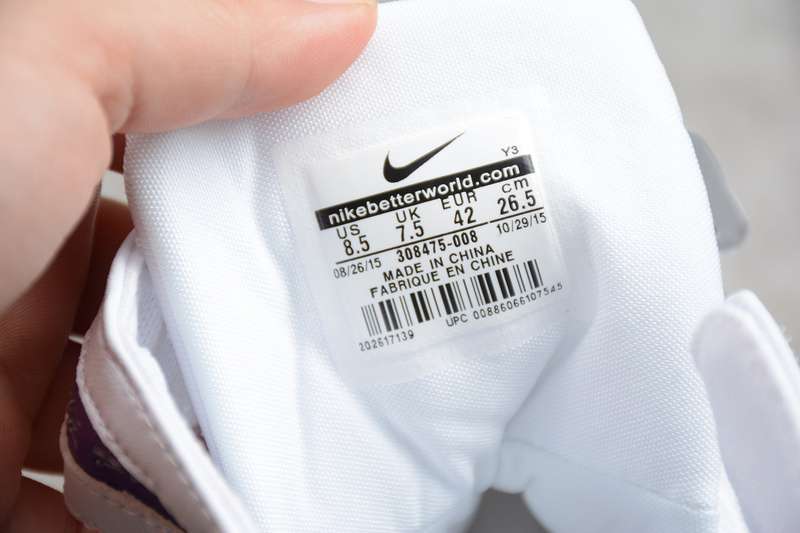 Y3
nikebetterworld.com
US UK EUR cm
8.5 7.5 42 26.5
08/26/15 308475-008 10/29/15
MADE IN CHINA
FABRIQUE EN CHINE
202617139 UPC 00886066107545